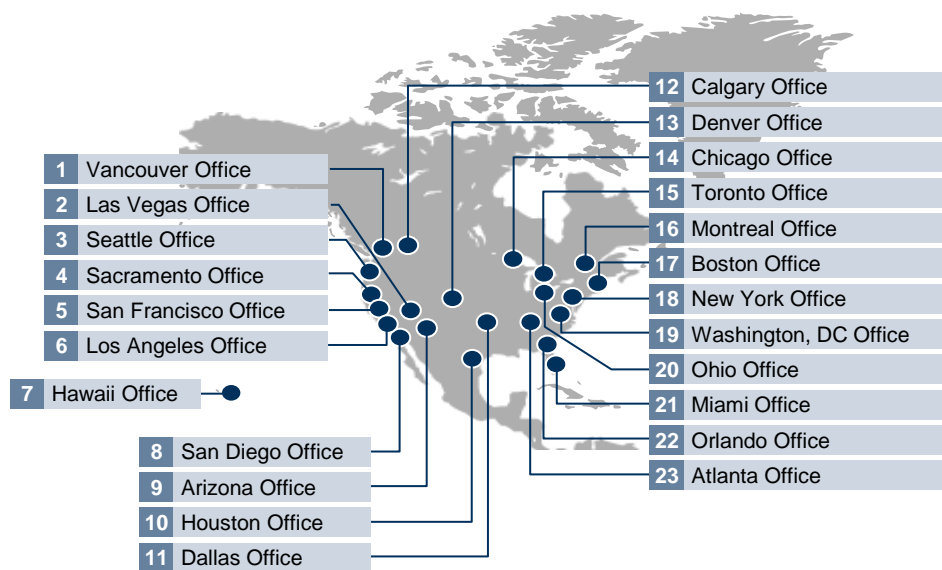 1 Vancouver Office
2 Las Vegas Office
3 Seattle Office
4 Sacramento Office
5 San Francisco Office
6 Los Angeles Office
7 Hawaii Office
8 San Diego Office
9 Arizona Office
10 Houston Office
11 Dallas Office
12 Calgary Office
13 Denver Office
14 Chicago Office
15 Toronto Office
16 Montreal Office
17 Boston Office
18 New York Office
19 Washington, DC Office
20 Ohio Office
21 Miami Office
22 Orlando Office
23 Atlanta Office